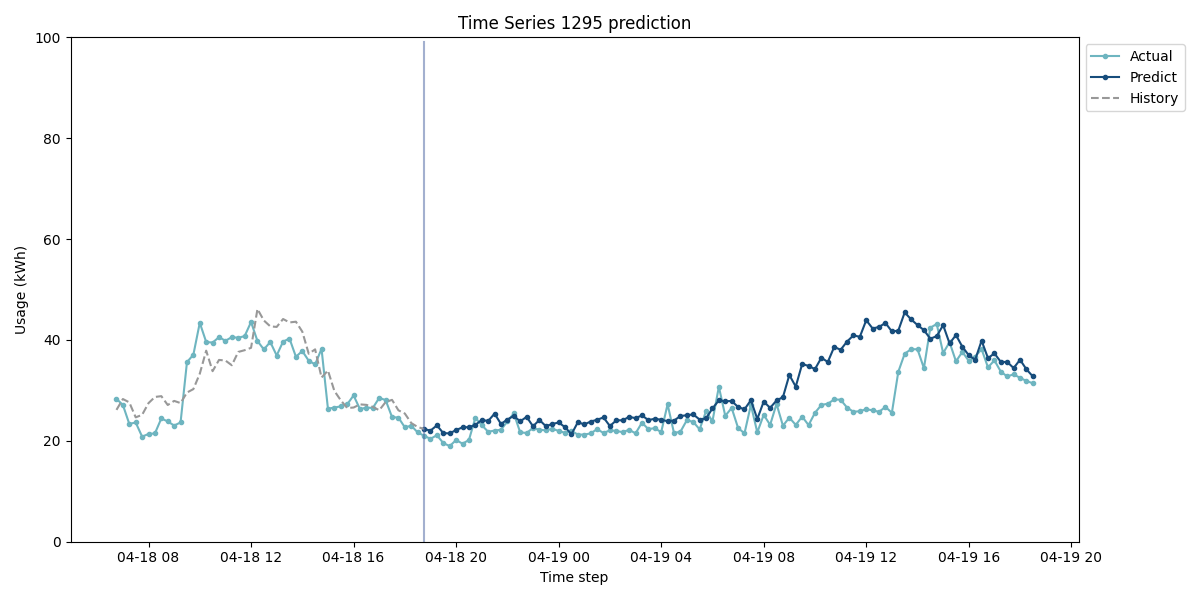 Time Series 1295 prediction
100
80
60
40
20
0
Usage (kWh)
04-18 08
04-18 12
04-18 16
04-18 20
04-19 00
04-19 04
04-19 08
04-19 12
04-19 16
04-19 20
Time step
Actual
Predict
History